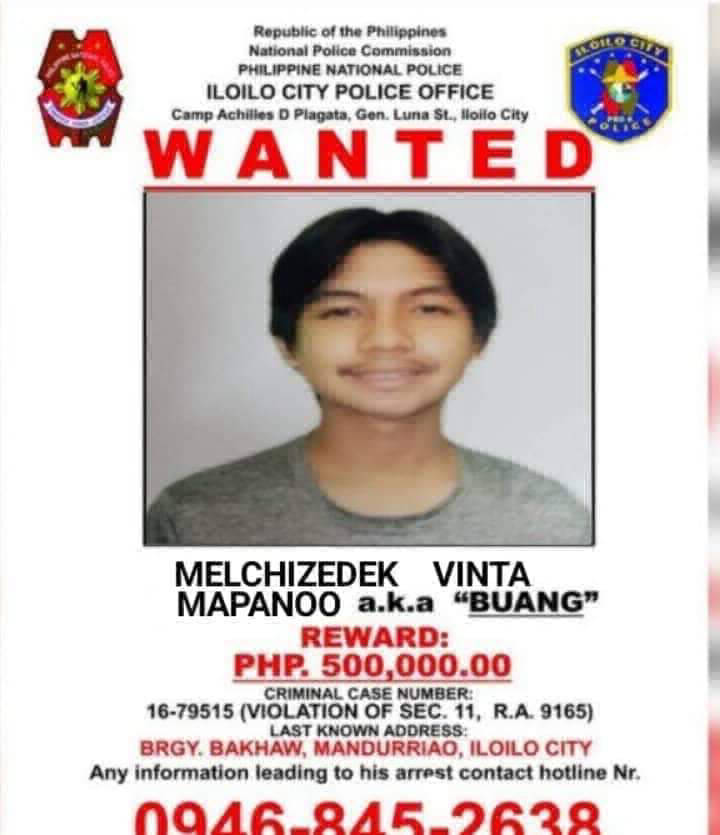 Republic of the Philippines
National Police Commission
PHILIPPINE NATIONAL POLICE
ILOILO CITY POLICE OFFICE
Camp Achilles D Plagata, Gen. Luna St., Iloilo City
ILOILO CITY
POLICE
WANTED
MELCHIZEDEK VINTA
MAPANOO a.k.a "BUANG"
REWARD:
PHP. 500,000.00
CRIMINAL CASE NUMBER:
16-79515 (VIOLATION OF SEC. 11, R.A. 9165)
LAST KNOWN ADDRESS:
BRGY. BAKHAW, MANDURRIAO, ILOILO CITY
Any information leading to his arrest contact hotline Nr.
0946-845-2638